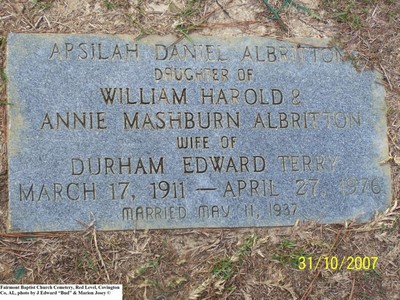 APSILAH DANIEL ALBRITTON
DAUGHTER OF
WILLIAM HAROLD &
ANNIE MASHBURN ALBRITTON
WIFE OF
DURHAM EDWARD TERRY
MARCH 17, 1911 — APRIL 27, 1970
MARRIED MAY 11, 1937
31/10/2007
Fairmont Baptist Church Cemetery, Red Level, Covington
Co, AL, photo by J Edward "Bud" & Marion Josey ©